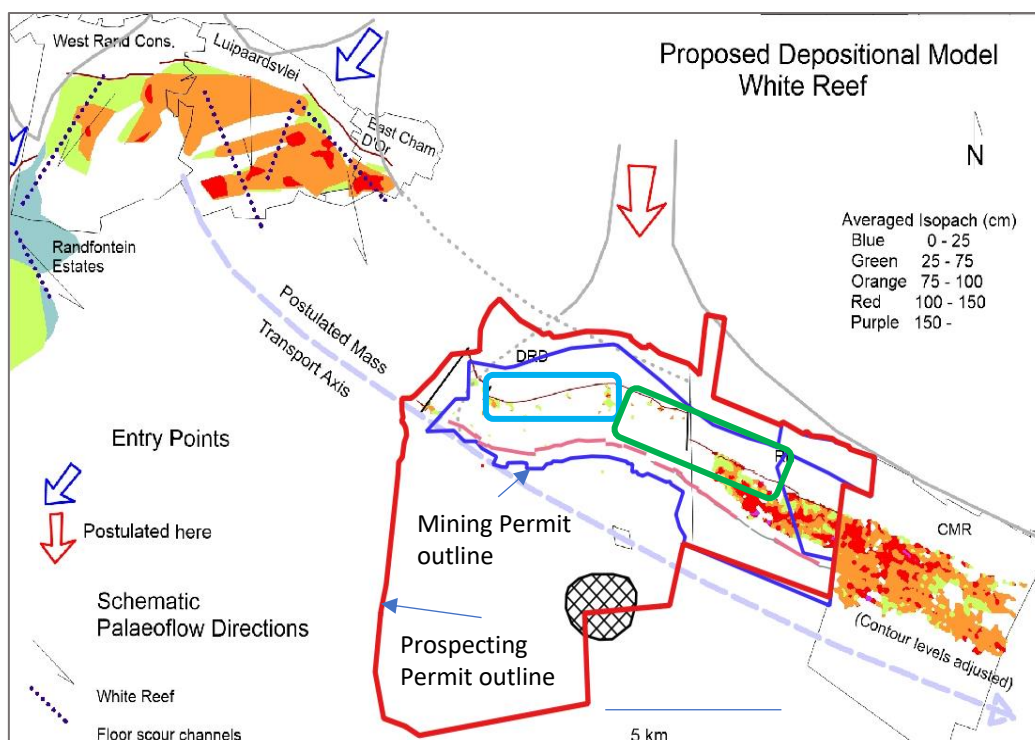 West Rand Cons.
Luipaardsvlei
Proposed Depositional Model
White Reef
East Cham
D'Or
N
Averaged Isopach (cm)
Blue 0 - 25
Green 25 - 75
Orange 75 - 100
Red 100 - 150
Purple 150 -
Randfontein
Estates
Postulated Mass
Transport Axis
DRD
Entry Points
Postulated here
Mining Permit
outline
CMR
Schematic
Palaeoflow Directions
(Contour levels adjusted)
Prospecting
Permit outline
White Reef
Floor scour channels
5 km